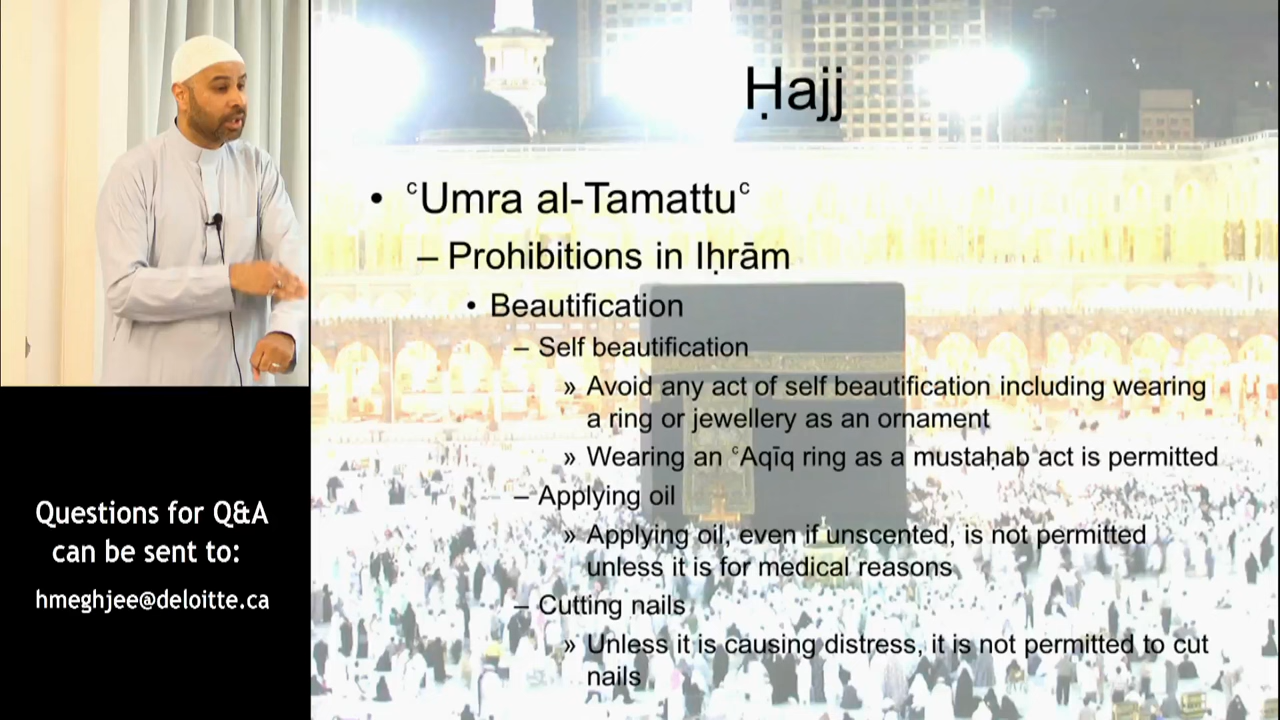 Ḥajj
• ᶜUmra al-Tamattuᶜ
– Prohibitions in Iḥrām
• Beautification
– Self beautification
» Avoid any act of self beautification including wearing
a ring or jewellery as an ornament
» Wearing an ᶜAqīq ring as a mustaḥab act is permitted
– Applying oil
» Applying oil, even if unscented, is not permitted
unless it is for medical reasons
– Cutting nails
» Unless it is causing distress, it is not permitted to cut
nails
Questions for Q&A
can be sent to:
hmeghjee@deloitte.ca